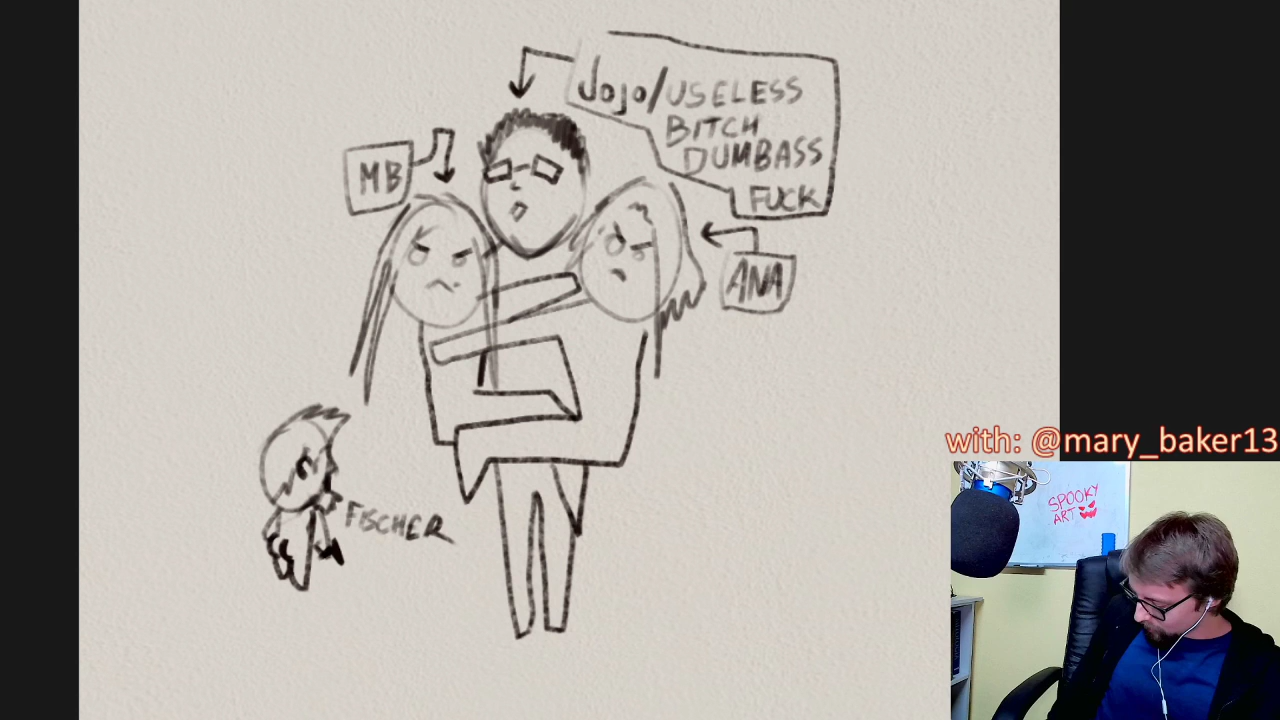 Jojo/USELESS
BITCH
DUMBASS
FUCK
MB
ANA
FISCHER
with: @mary_baker13
SPOOKY
ART